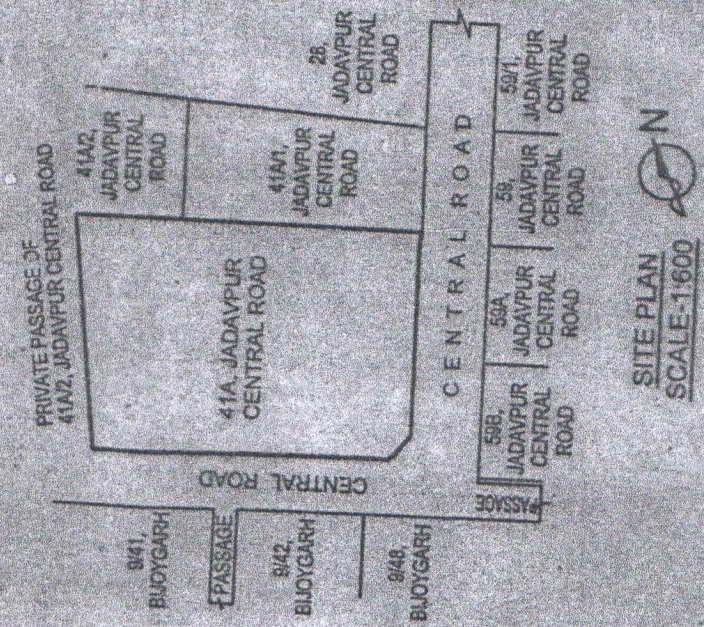 PRIVATE PASSAGE OF
41A/2, JADAVPUR CENTRAL ROAD
41A/2,
JADAVPUR
CENTRAL
ROAD
28,
JADAVPUR
CENTRAL
ROAD
41A/1,
JADAVPUR
CENTRAL
ROAD
41A, JADAVPUR
CENTRAL ROAD
CENTRAL ROAD
CENTRAL ROAD
9/41,
BIJOYGARH
PASSAGE
9/42,
BIJOYGARH
9/48,
BIJOYGARH
PASSAGE
59B,
JADAVPUR
CENTRAL
ROAD
59A,
JADAVPUR
CENTRAL
ROAD
59,
JADAVPUR
CENTRAL
ROAD
59/1,
JADAVPUR
CENTRAL
ROAD
N
SITE PLAN
SCALE-1:600